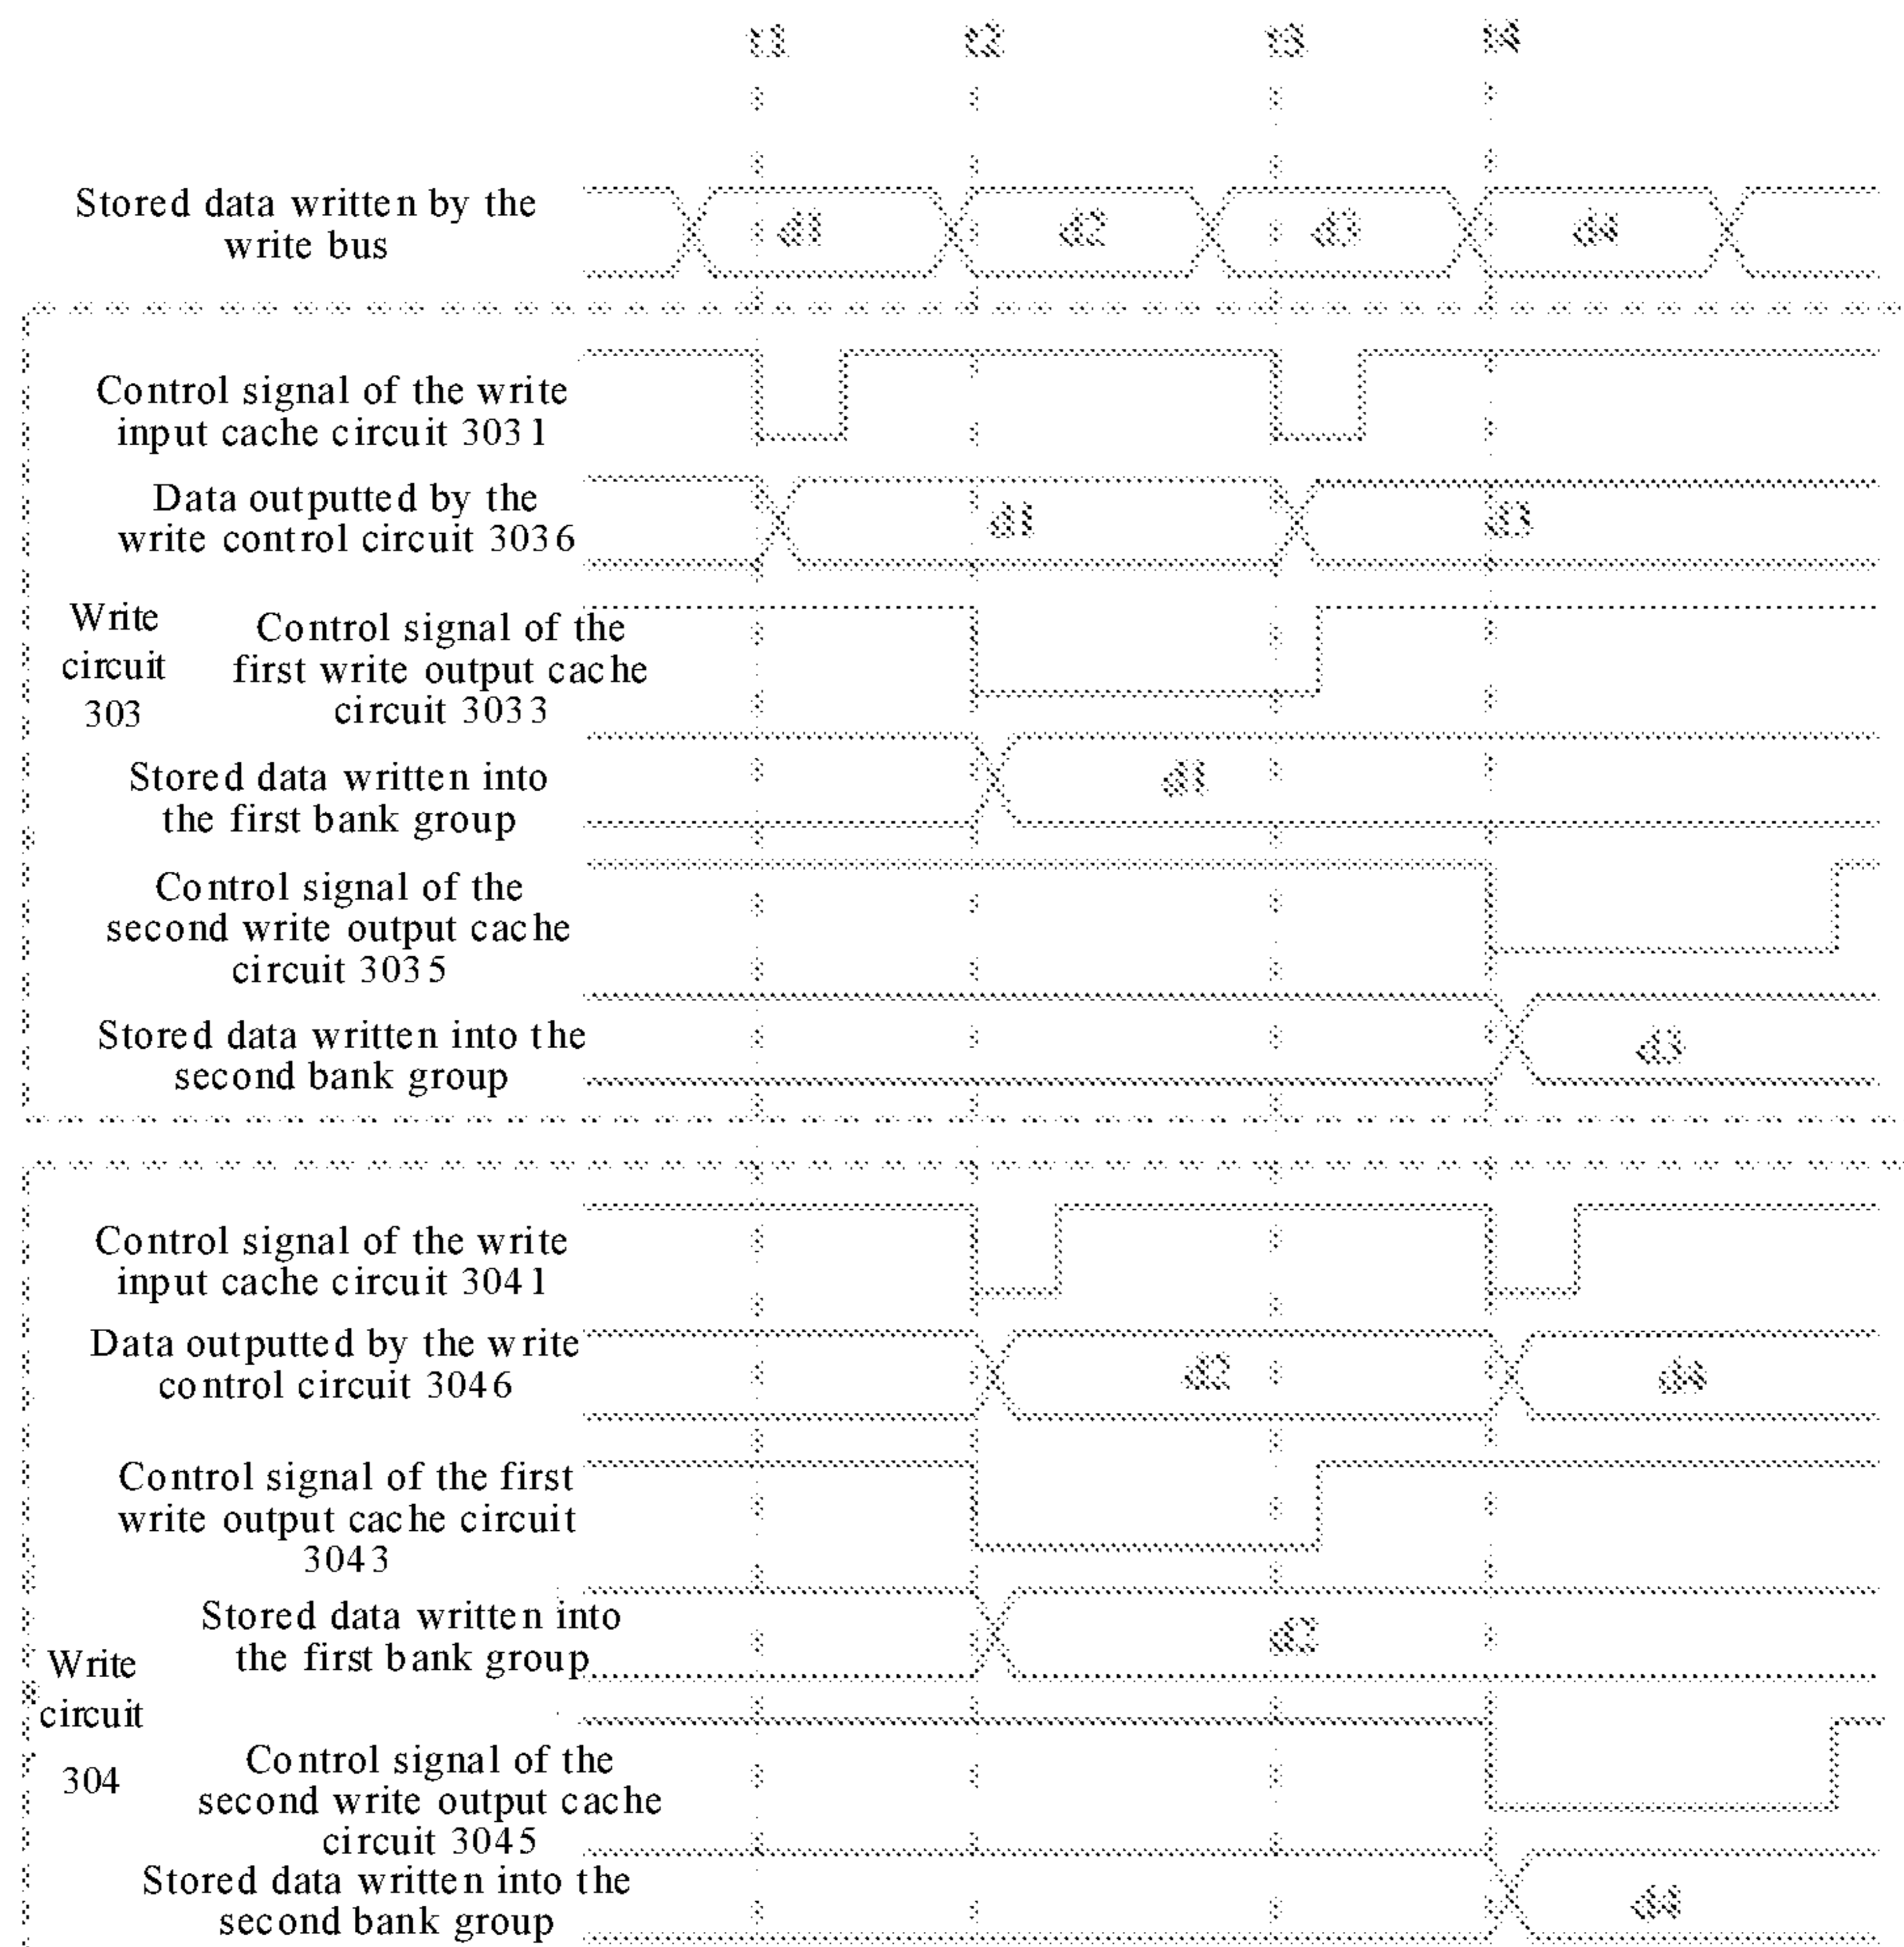 t1 t2 t3 t4
Stored data written by the
write bus
d1 d2 d3 d4
Control signal of the write
input cache circuit 3031
Data outputted by the
write control circuit 3036
d1 d3
Write
circuit
303
Control signal of the
first write output cache
circuit 3033
Stored data written into
the first bank group
d1
Control signal of the
second write output cache
circuit 3035
Stored data written into the
second bank group
d3
Control signal of the write
input cache circuit 3041
Data outputted by the write
control circuit 3046
d2 d4
Control signal of the first
write output cache circuit
3043
Stored data written into
the first bank group
d2
Write
circuit
304
Control signal of the
second write output cache
circuit 3045
Stored data written into the
second bank group
d4